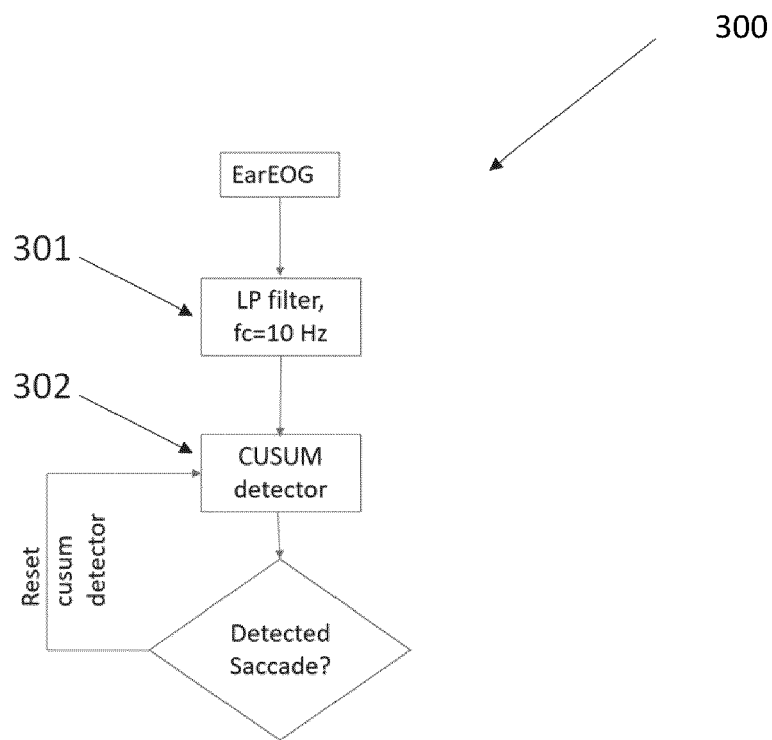 300
EarEOG
301
LP filter,
fc=10 Hz
302
CUSUM
detector
Reset
cusum
detector
Detected
Saccade?